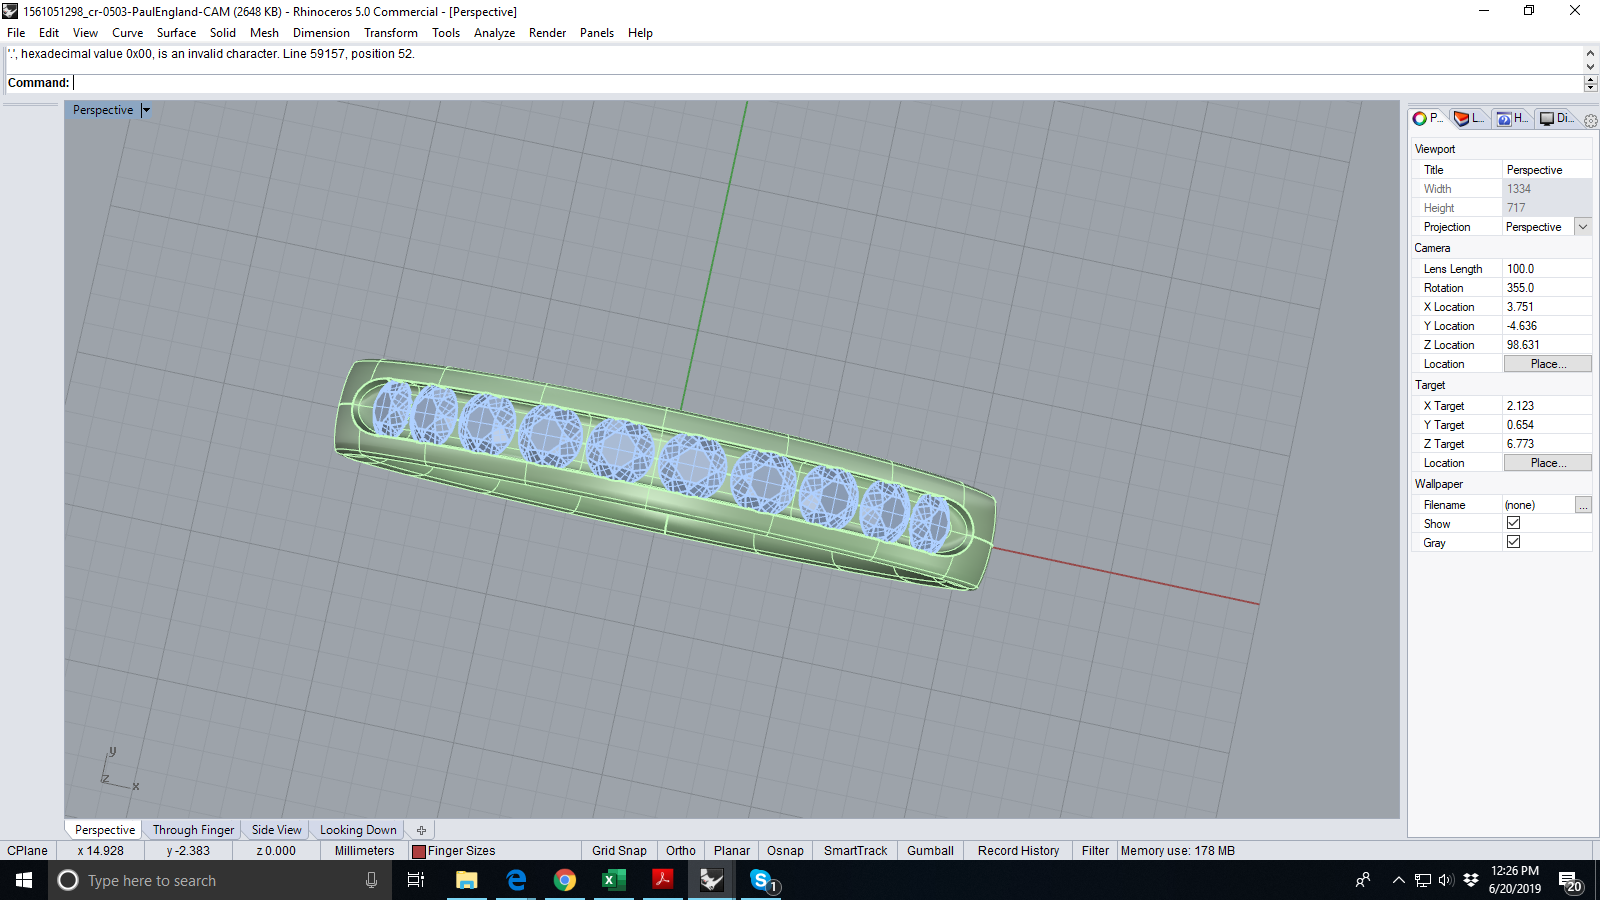 1561051298_cr-0503-PaulEngland-CAM (2648 KB) - Rhinoceros 5.0 Commercial - [Perspective]
File Edit View Curve Surface Solid Mesh Dimension Transform Tools Analyze Render Panels Help
'.', hexadecimal value 0x00, is an invalid character. Line 59157, position 52.
Command:
Perspective
P... L... H... Di...
Viewport
Title Perspective
Width 1334
Height 717
Projection Perspective
Camera
Lens Length 100.0
Rotation 355.0
X Location 3.751
Y Location -4.636
Z Location 98.631
Location Place...
Target
X Target 2.123
Y Target 0.654
Z Target 6.773
Location Place...
Wallpaper
Filename (none) ...
Show
Gray
y
z
x
Perspective Through Finger Side View Looking Down
CPlane x 14.928 y -2.383 z 0.000 Millimeters Finger Sizes Grid Snap Ortho Planar Osnap SmartTrack Gumball Record History Filter Memory use: 178 MB
Type here to search
1
12:26 PM
6/20/2019
20